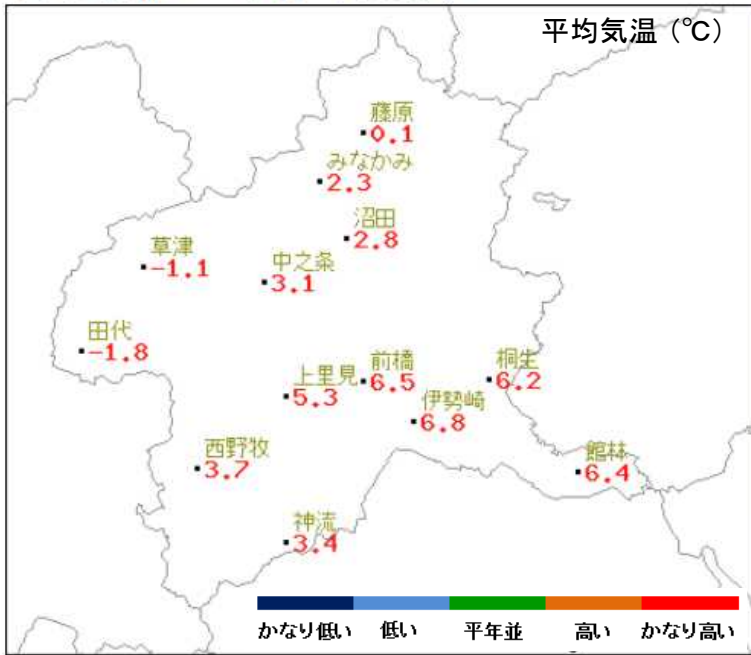 平均気温(℃)
藤原
0.1
みなかみ
2.3
沼田
2.8
草津
-1.1
中之条
3.1
田代
-1.8
前橋
6.5
桐生
6.2
上里見
5.3
伊勢崎
6.8
西野牧
3.7
館林
6.4
神流
3.4
かなり低い 低い 平年並 高い かなり高い